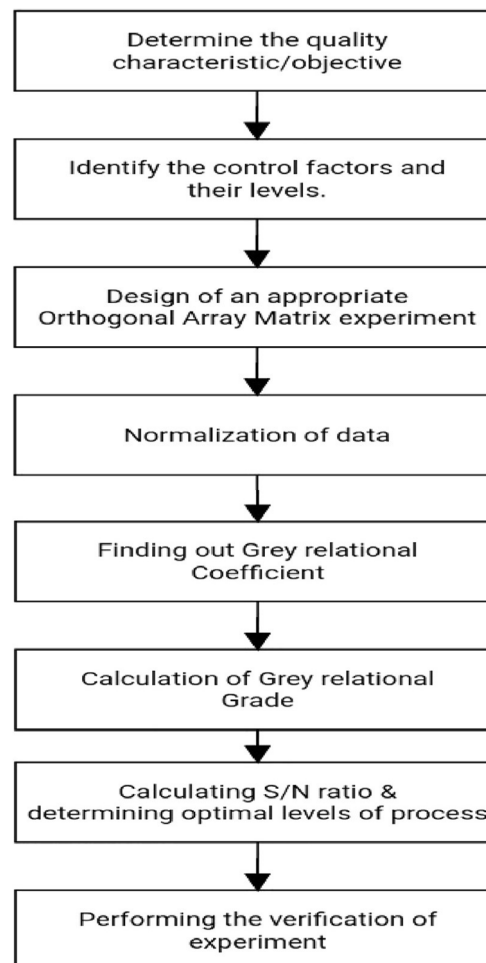 Determine the quality
characteristic/objective
Identify the control factors and
their levels.
Design of an appropriate
Orthogonal Array Matrix experiment
Normalization of data
Finding out Grey relational
Coefficient
Calculation of Grey relational
Grade
Calculating S/N ratio &
determining optimal levels of process
Performing the verification of
experiment